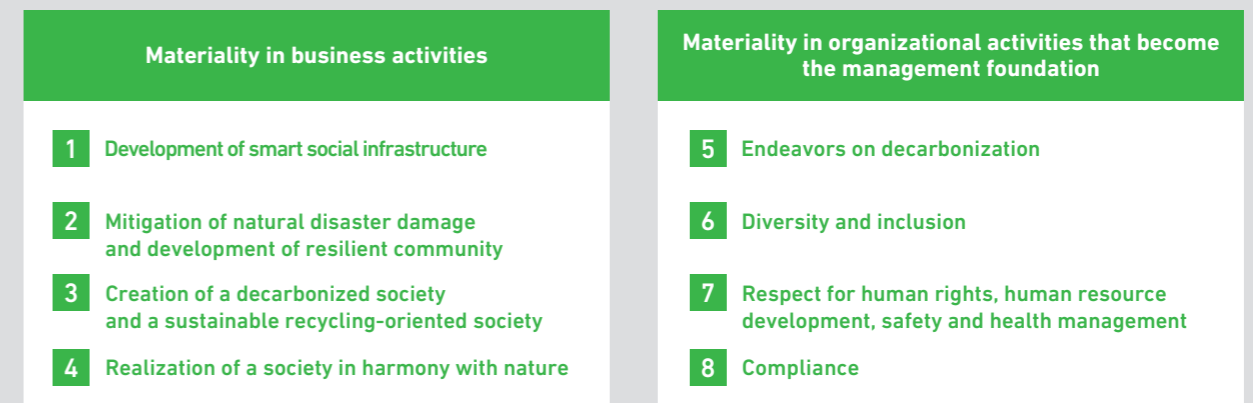 Materiality in business activities
1 Development of smart social infrastructure
2 Mitigation of natural disaster damage
and development of resilient community
3 Creation of a decarbonized society
and a sustainable recycling-oriented society
4 Realization of a society in harmony with nature
Materiality in organizational activities that become
the management foundation
5 Endeavors on decarbonization
6 Diversity and inclusion
7 Respect for human rights, human resource
development, safety and health management
8 Compliance